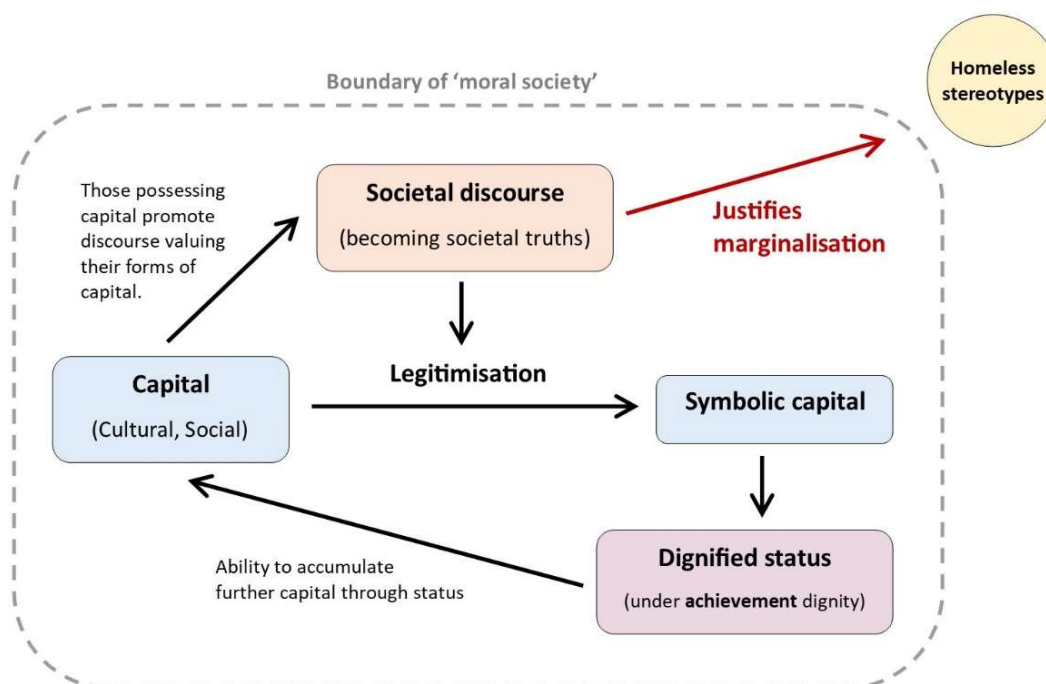 Homeless
stereotypes
Boundary of ‘moral society’
Those possessing
capital promote
discourse valuing
their forms of
capital.
Societal discourse
(becoming societal truths)
Justifies
marginalisation
Legitimisation
Capital
(Cultural, Social)
Symbolic capital
Dignified status
(under achievement dignity)
Ability to accumulate
further capital through status